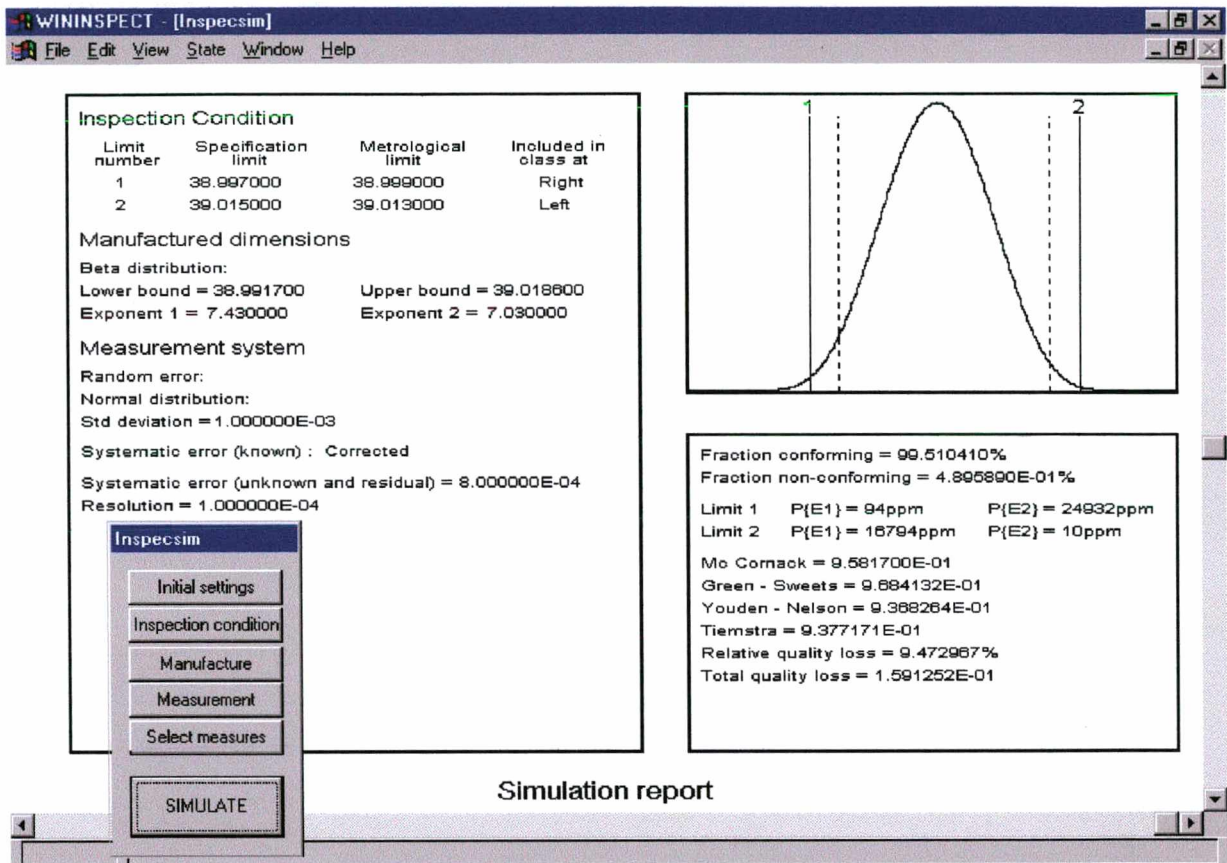 WININSPECT - [Inspecsim]
File Edit View State Window Help
Inspection Condition
Limit number Specification limit Metrological limit Included in class at
1 38.997000 38.999000 Right
2 39.015000 39.013000 Left
Manufactured dimensions
Beta distribution:
Lower bound = 38.991700 Upper bound = 39.018600
Exponent 1 = 7.430000 Exponent 2 = 7.030000
Measurement system
Random error:
Normal distribution:
Std deviation = 1.000000E-03
Systematic error (known) : Corrected
Systematic error (unknown and residual) = 8.000000E-04
Resolution = 1.000000E-04
Inspecsim
Initial settings
Inspection condition
Manufacture
Measurement
Select measures
SIMULATE
1 2
Fraction conforming = 99.510410%
Fraction non-conforming = 4.895890E-01%
Limit 1 P{E1} = 94ppm P{E2} = 24932ppm
Limit 2 P{E1} = 16794ppm P{E2} = 10ppm
Mc Cornack = 9.581700E-01
Green - Sweets = 9.684132E-01
Youden - Nelson = 9.368264E-01
Tiemstra = 9.377171E-01
Relative quality loss = 9.472967%
Total quality loss = 1.591252E-01
Simulation report